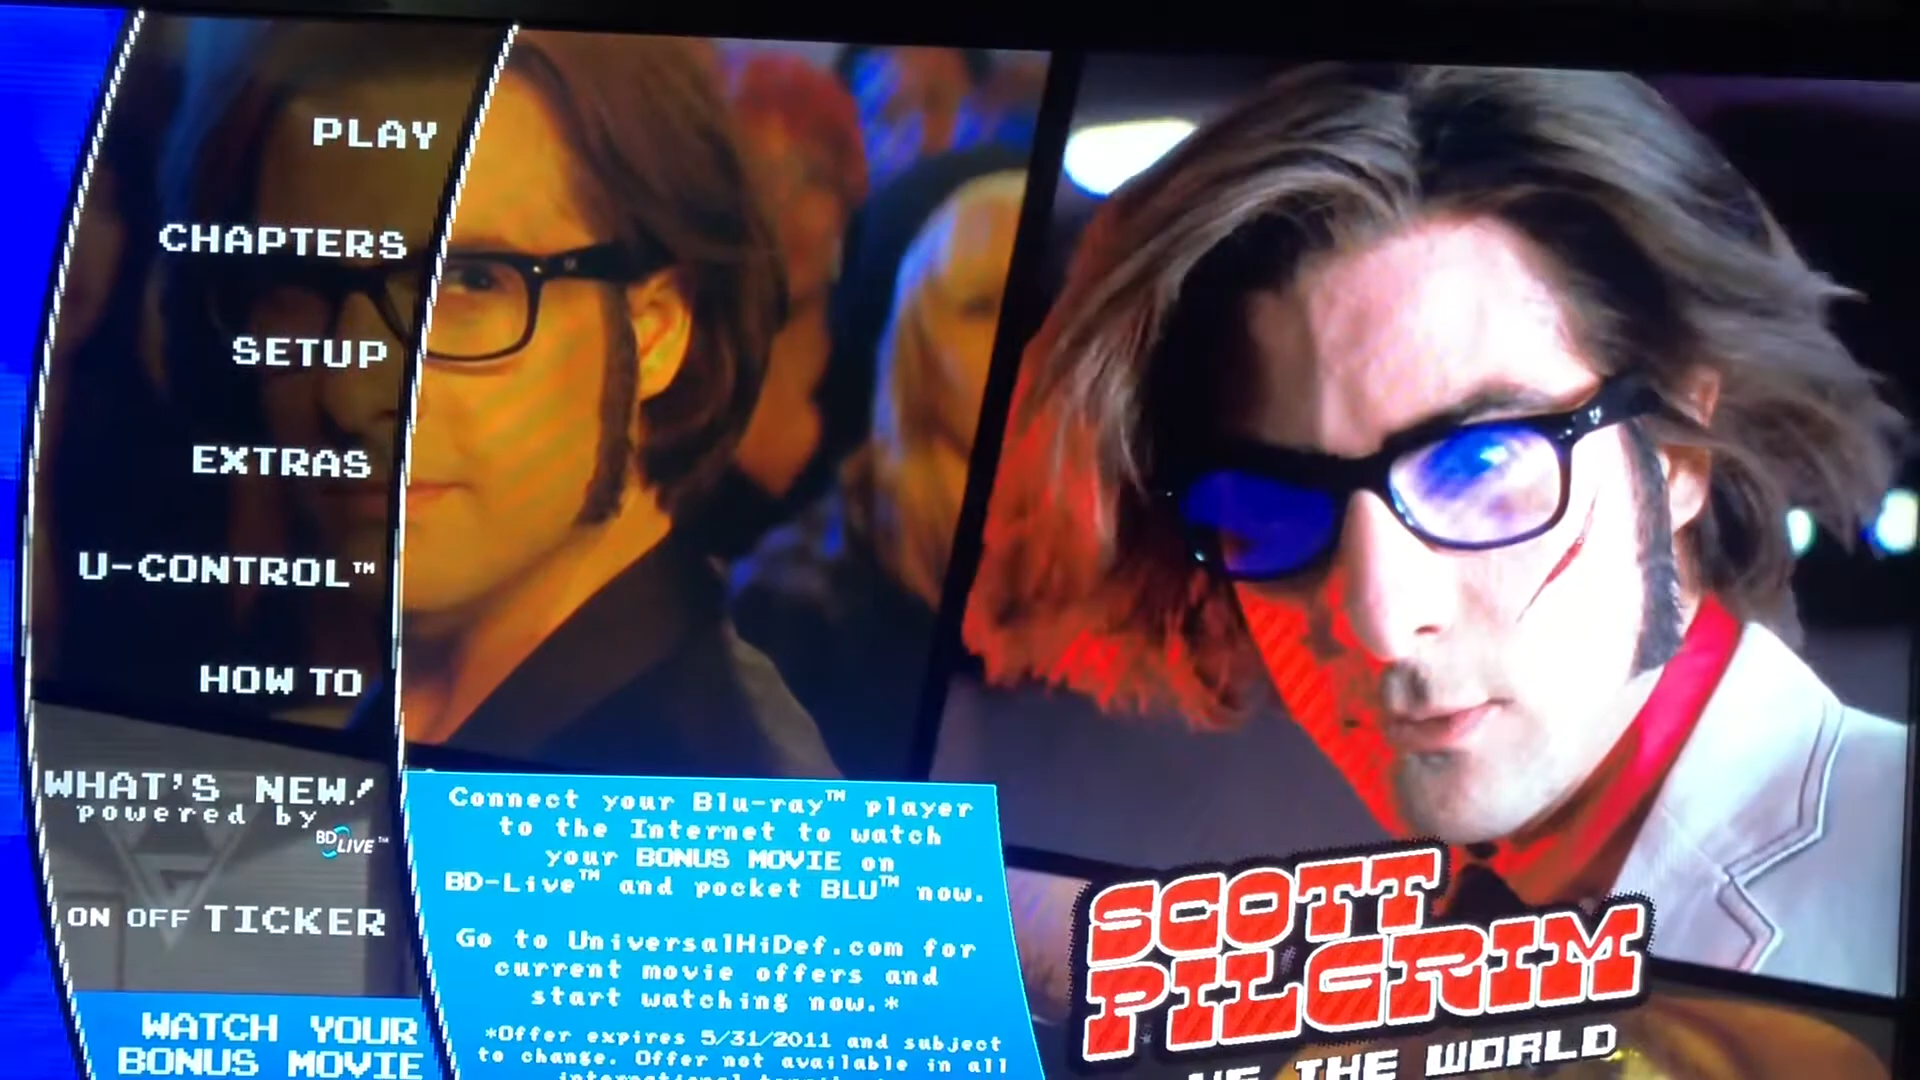 PLAY
CHAPTERS
SETUP
EXTRAS
U-CONTROL™
HOW TO
WHAT'S NEW!
powered by
BD LIVE™
ON OFF TICKER
WATCH YOUR
BONUS MOVIE
Connect your Blu-ray™ player
to the Internet to watch
your BONUS MOVIE on
BD-Live™ and pocket BLU™ now.
Go to UniversalHiDef.com for
current movie offers and
start watching now.*
*Offer expires 5/31/2011 and subject
to change. Offer not available in all
SCOTT
PILGRIM
VS THE WORLD